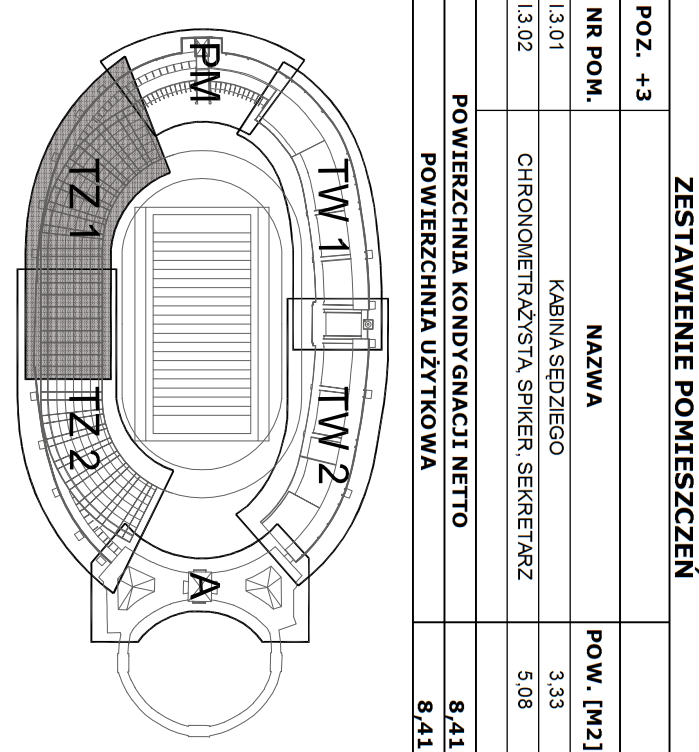 ZESTAWIENIE POMIESZCZEŃ
POZ. +3
NR POM. NAZWA POW. [M2]
I.3.01 KABINA SĘDZIEGO 3,33
I.3.02 CHRONOMETRAŻYSTA, SPIKER, SEKRETARZ 5,08
POWIERZCHNIA KONDYGNACJI NETTO 8,41
POWIERZCHNIA UŻYTKOWA 8,41
PM
TZ 1
TW 1
TZ 2
TW 2
A